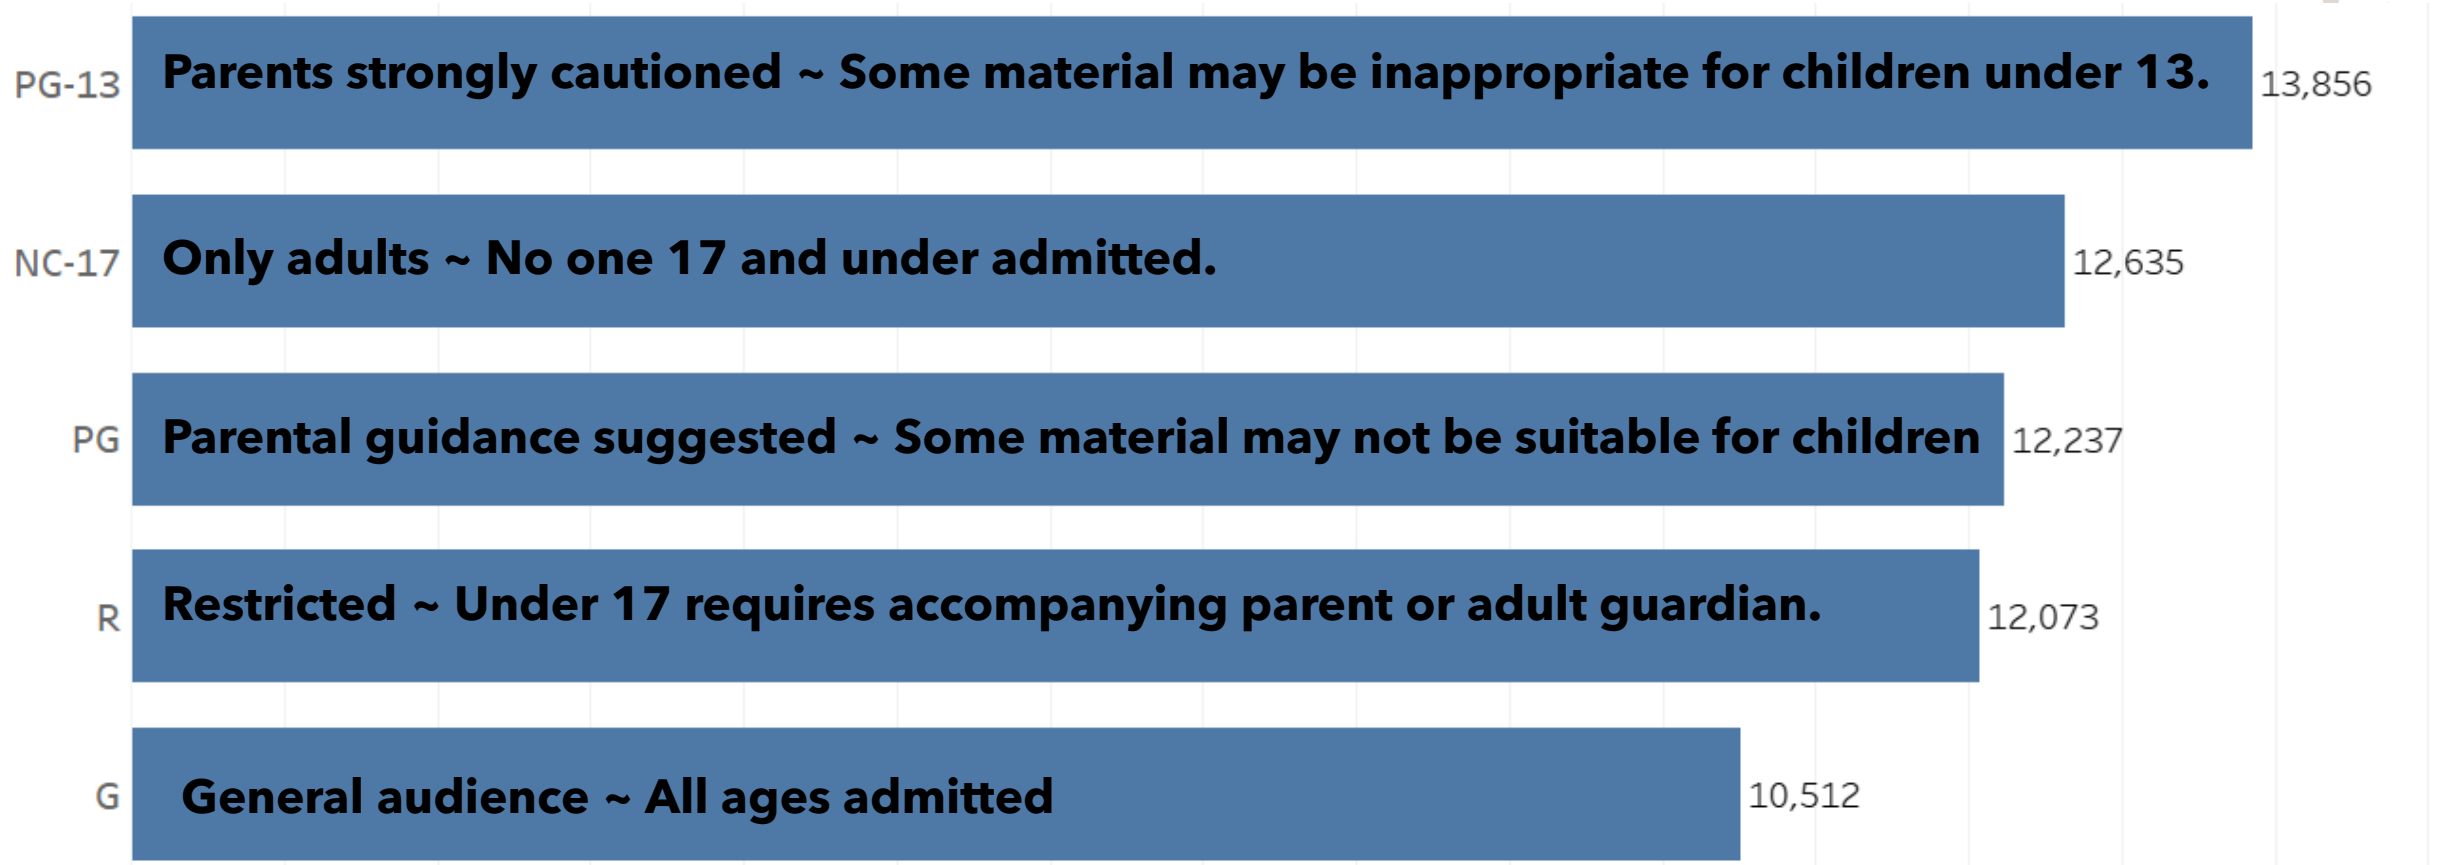 PG-13 Parents strongly cautioned ~ Some material may be inappropriate for children under 13. 13,856
NC-17 Only adults ~ No one 17 and under admitted. 12,635
PG Parental guidance suggested ~ Some material may not be suitable for children 12,237
R Restricted ~ Under 17 requires accompanying parent or adult guardian. 12,073
G General audience ~ All ages admitted 10,512